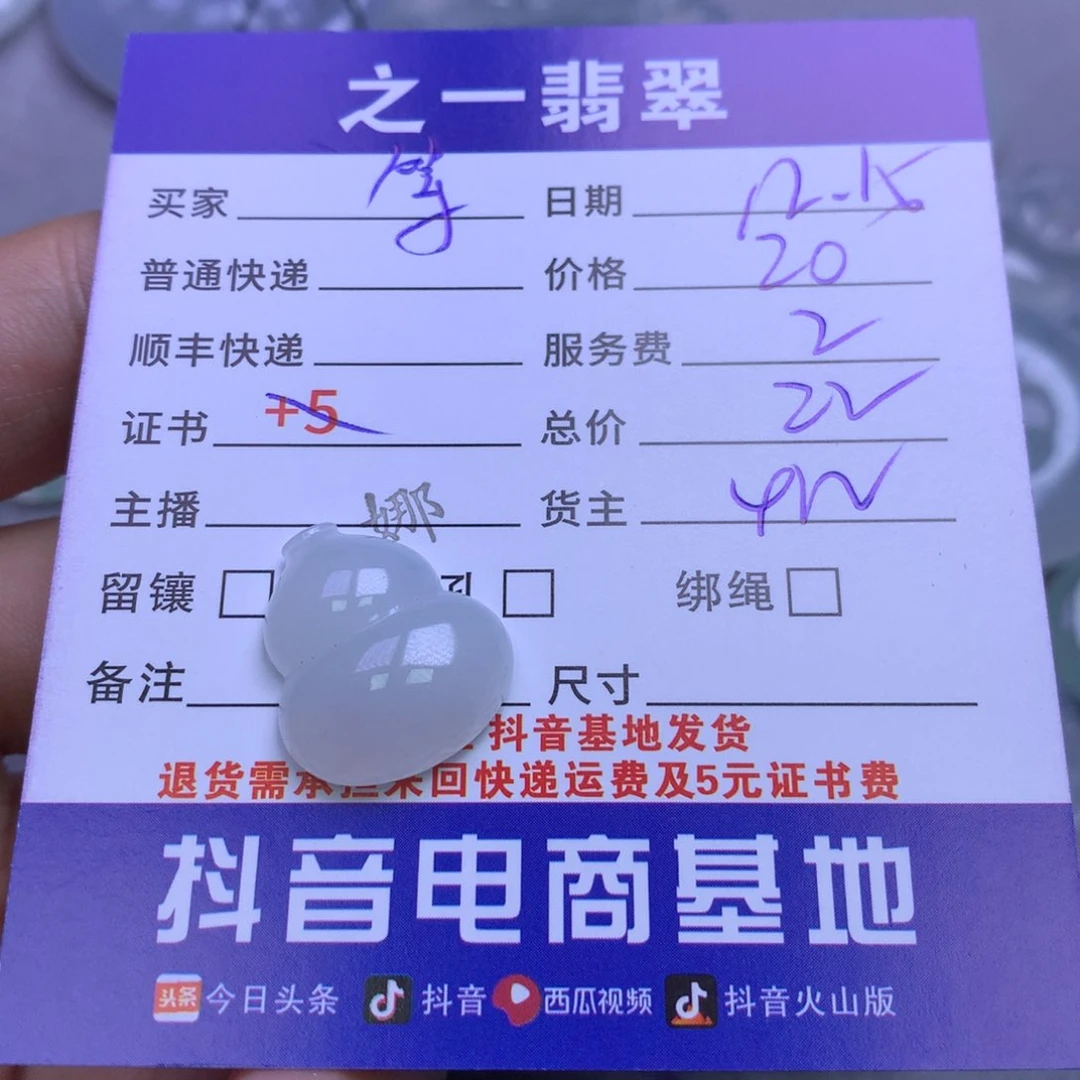 之一翡翠
买家 日期 12-15
普通快递 价格 20
顺丰快递 服务费 2
证书 +5 总价 22
主播 娜 货主
留镶 孔 绑绳
备注 尺寸
抖音基地发货
退货需承担来回快递运费及5元证书费
抖音电商基地
头条 今日头条 抖音 西瓜视频 抖音火山版